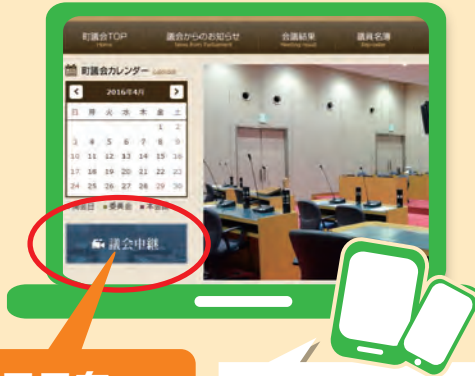 町議会TOP 議会からのお知らせ 会議結果 議員名簿
Home News from Parliament Meeting result
町議会カレンダー
2016年4月
日 月 火 水 木 金 土
1 2
3 4 5 6 7 8 9
10 11 12 13 14 15 16
17 18 19 20 21 22 23
24 25 26 27 28 29 30
委員会
議会中継